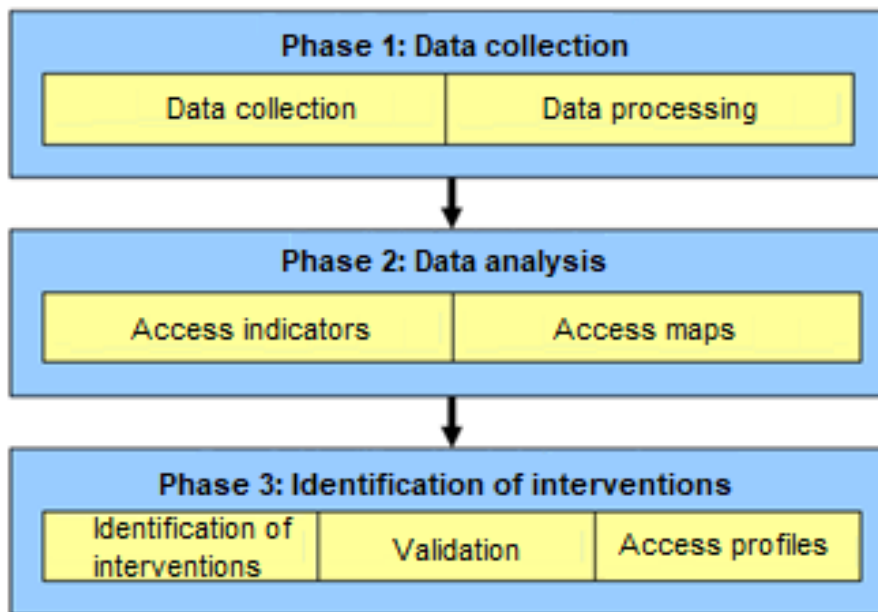 Phase 1: Data collection
Data collection
Data processing
Phase 2: Data analysis
Access indicators
Access maps
Phase 3: Identification of interventions
Identification of
interventions
Validation
Access profiles